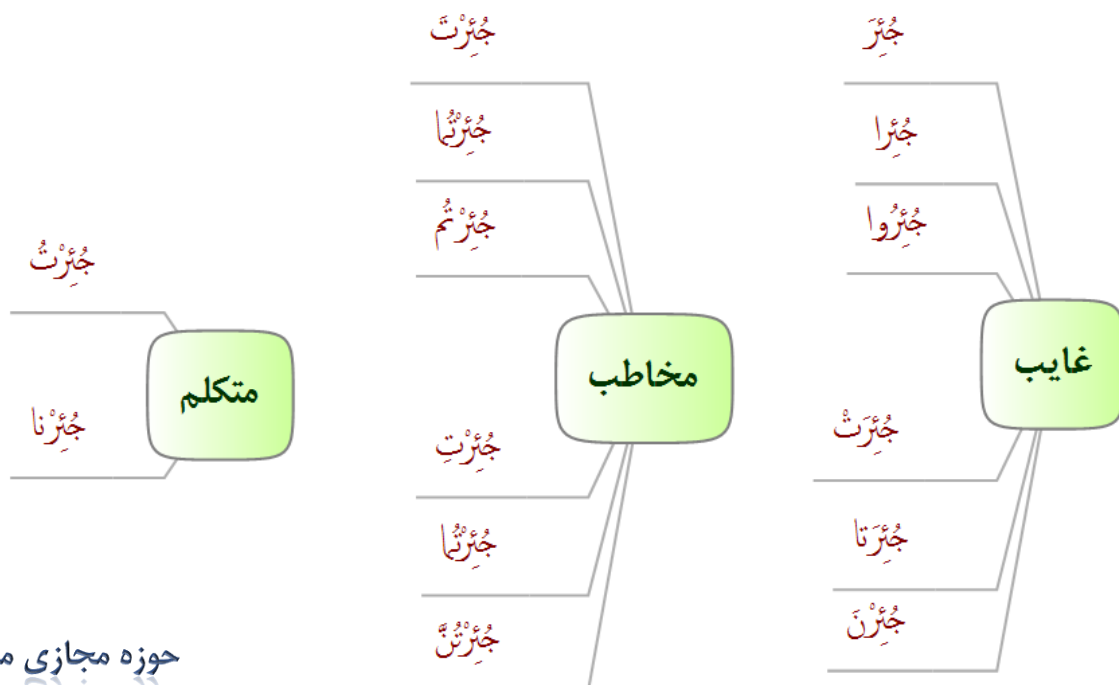 غایب
جُئِرَ
جُئِرا
جُئِرُوا
جُئِرَتْ
جُئِرَتا
جُئِرْنَ
مخاطب
جُئِرْتَ
جُئِرْتُما
جُئِرْتُم
جُئِرْتِ
جُئِرْتُما
جُئِرْتُنَّ
متکلم
جُئِرْتُ
جُئِرْنا
حوزه مجازی